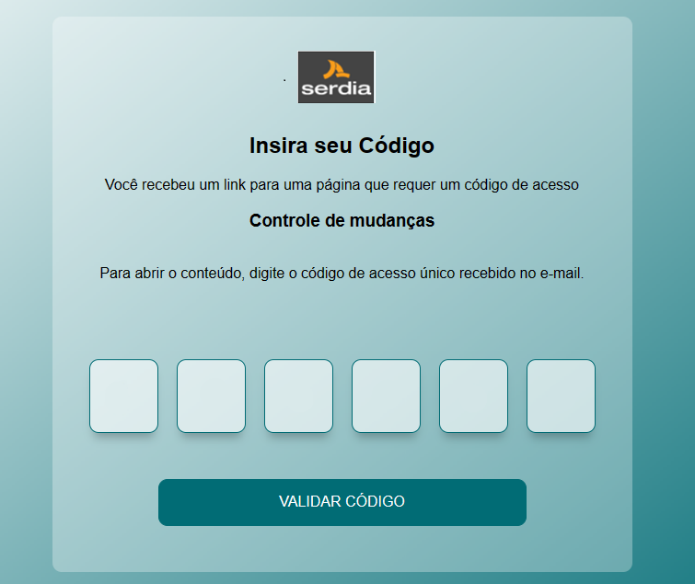 serdia
Insira seu Código
Você recebeu um link para uma página que requer um código de acesso
Controle de mudanças
Para abrir o conteúdo, digite o código de acesso único recebido no e-mail.
VALIDAR CÓDIGO